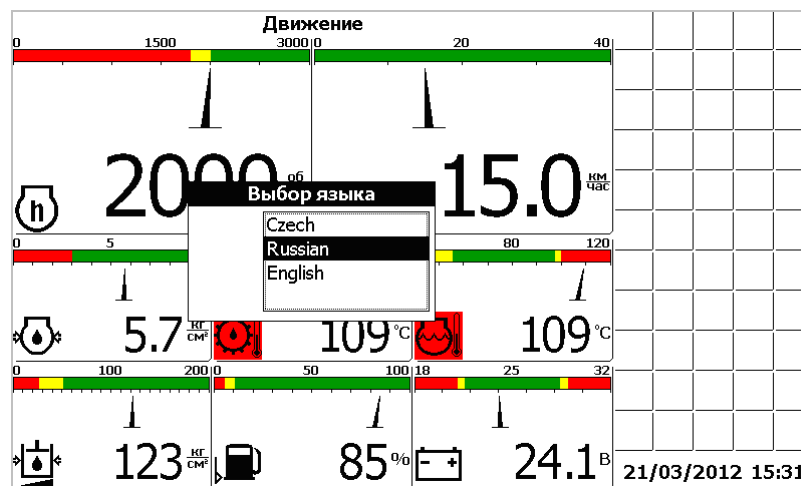 Движение
0 1500 3000 0 20 40
2000 об
15.0 км
час
h
Выбор языка
Czech
Russian
English
0 5
80 120
5.7 кг
см²
109 °C
109 °C
0 100 200 0 50 100 18 25 32
123 кг
см²
85 %
24.1 В
21/03/2012 15:31